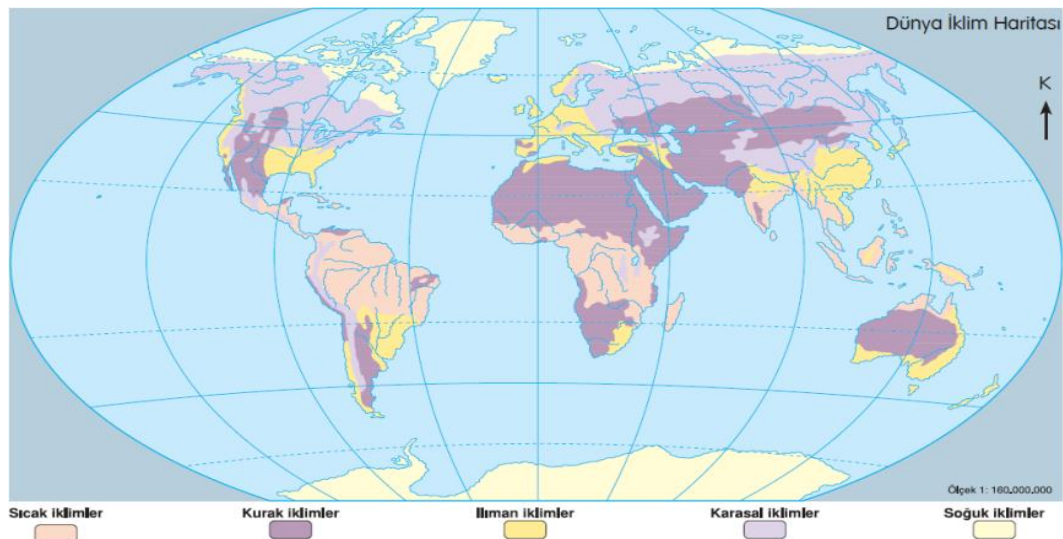 Dünya İklim Haritası
K
Ölçek 1: 160.000.000
Sıcak iklimler
Kurak iklimler
Ilıman iklimler
Karasal iklimler
Soğuk iklimler